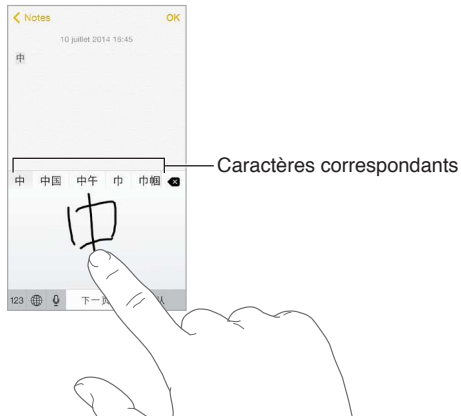 Notes OK
10 juillet 2014 16:45
中
Caractères correspondants
中 中国 中午 巾 巾帼
中
123 下一